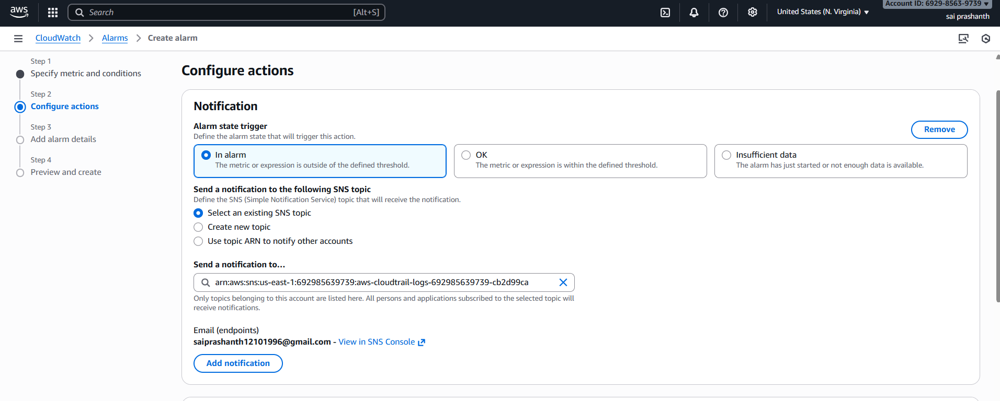 aws
Search [Alt+S]
United States (N. Virginia)
Account ID: 6929-8563-9739
sai prashanth
CloudWatch
Alarms
Create alarm
Step 1
Specify metric and conditions
Step 2
Configure actions
Step 3
Add alarm details
Step 4
Preview and create
Configure actions
Notification
Alarm state trigger
Define the alarm state that will trigger this action.
Remove
In alarm
The metric or expression is outside of the defined threshold.
OK
The metric or expression is within the defined threshold.
Insufficient data
The alarm has just started or not enough data is available.
Send a notification to the following SNS topic
Define the SNS (Simple Notification Service) topic that will receive the notification.
Select an existing SNS topic
Create new topic
Use topic ARN to notify other accounts
Send a notification to…
arn:aws:sns:us-east-1:692985639739:aws-cloudtrail-logs-692985639739-cb2d99ca
Only topics belonging to this account are listed here. All persons and applications subscribed to the selected topic will
receive notifications.
Email (endpoints)
saiprashanth12101996@gmail.com - View in SNS Console
Add notification